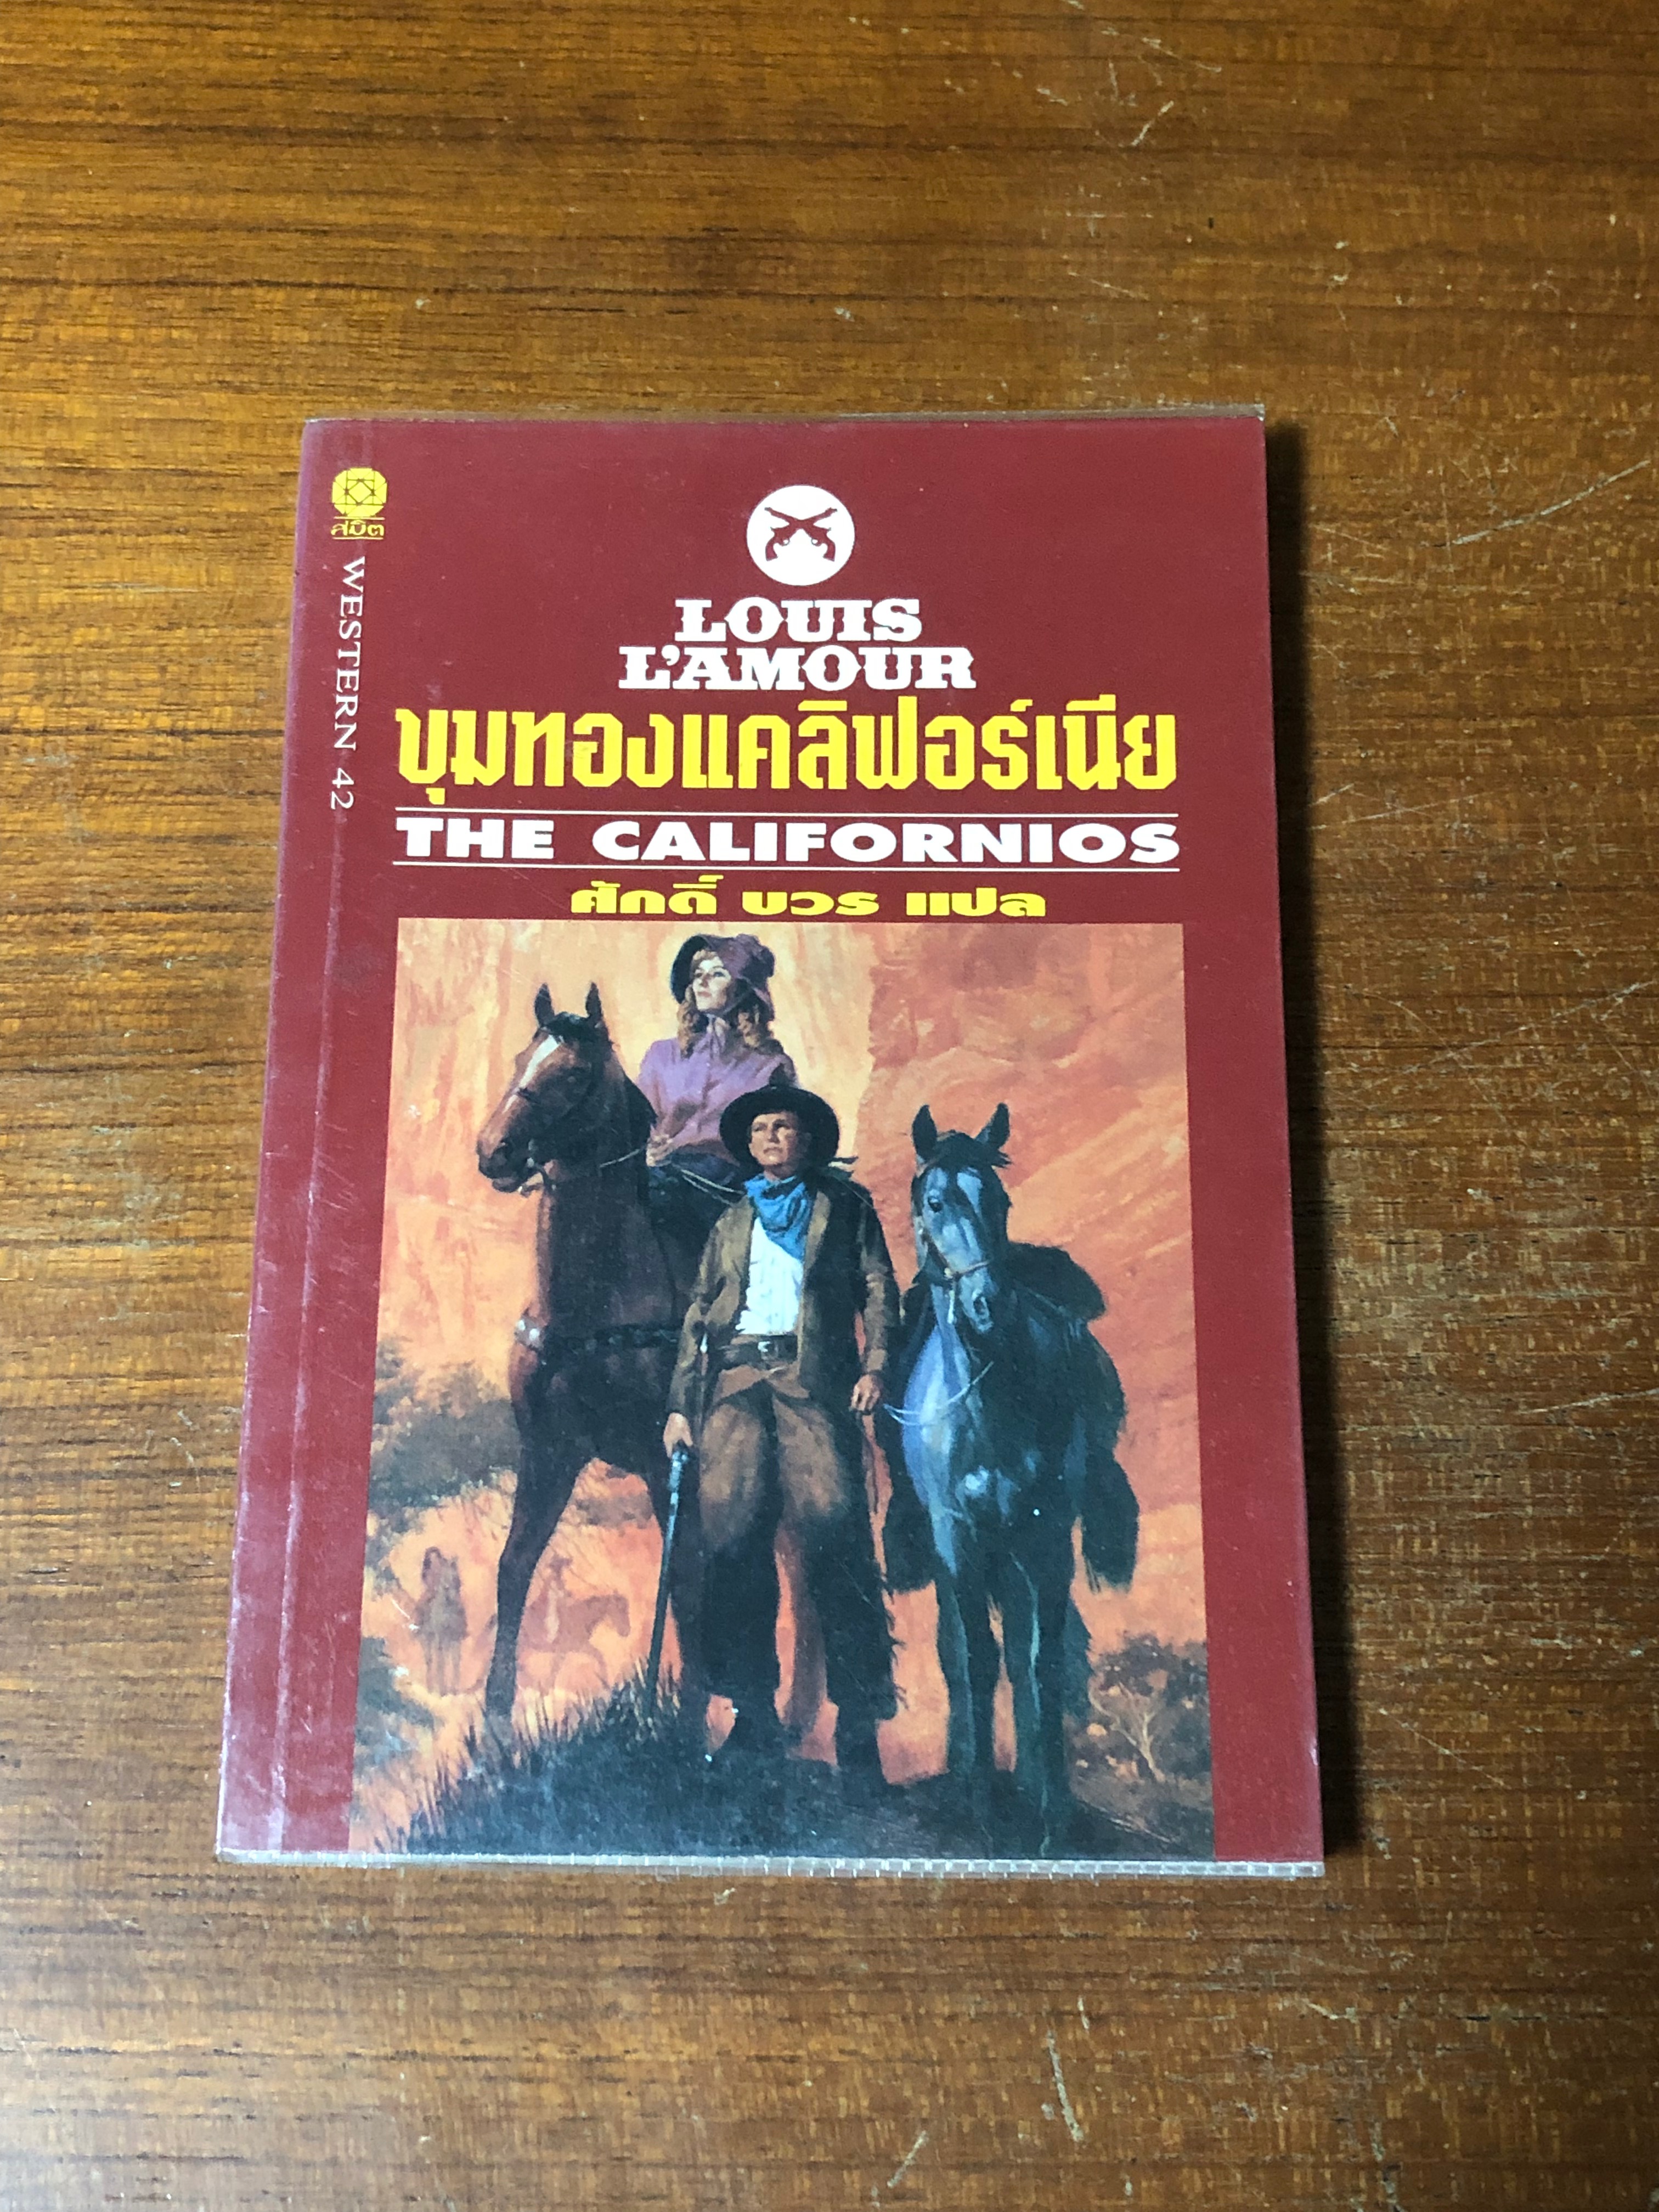 ศมิต
WESTERN 42
LOUIS
L'AMOUR
ขุมทองแคลิฟอร์เนีย
THE CALIFORNIOS
ศักดิ์ บวร แปล